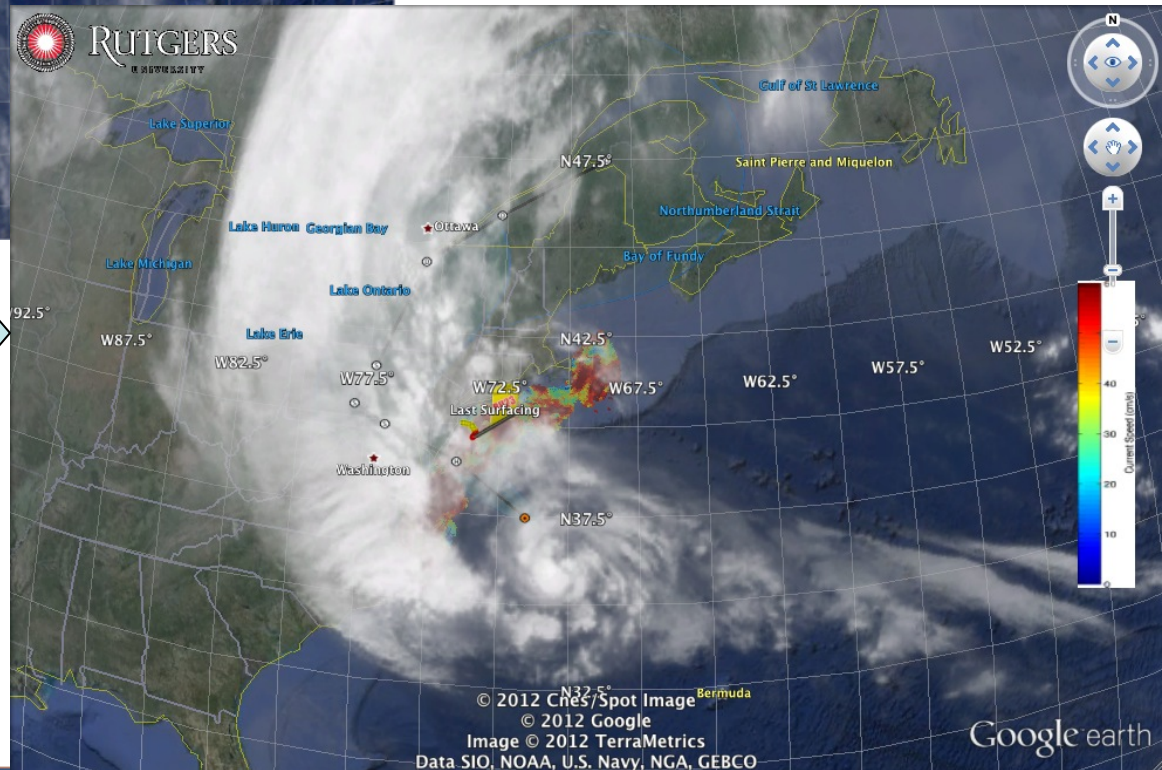 RUTGERS
UNIVERSITY
N
Gulf of St Lawrence
Lake Superior
N47.5°
Saint Pierre and Miquelon
Northumberland Strait
Lake Huron Georgian Bay
Ottawa
Bay of Fundy
Lake Michigan
Lake Ontario
W92.5°
W87.5°
Lake Erie
N42.5°
W82.5°
W77.5°
W72.5°
W67.5°
W62.5°
W57.5°
W52.5°
Last Surfacing
Washington
N37.5°
40
30
20
10
0
Current Speed (cm/s)
N32.5°
Bermuda
© 2012 Cnes/Spot Image
© 2012 Google
Image © 2012 TerraMetrics
Data SIO, NOAA, U.S. Navy, NGA, GEBCO
Google earth